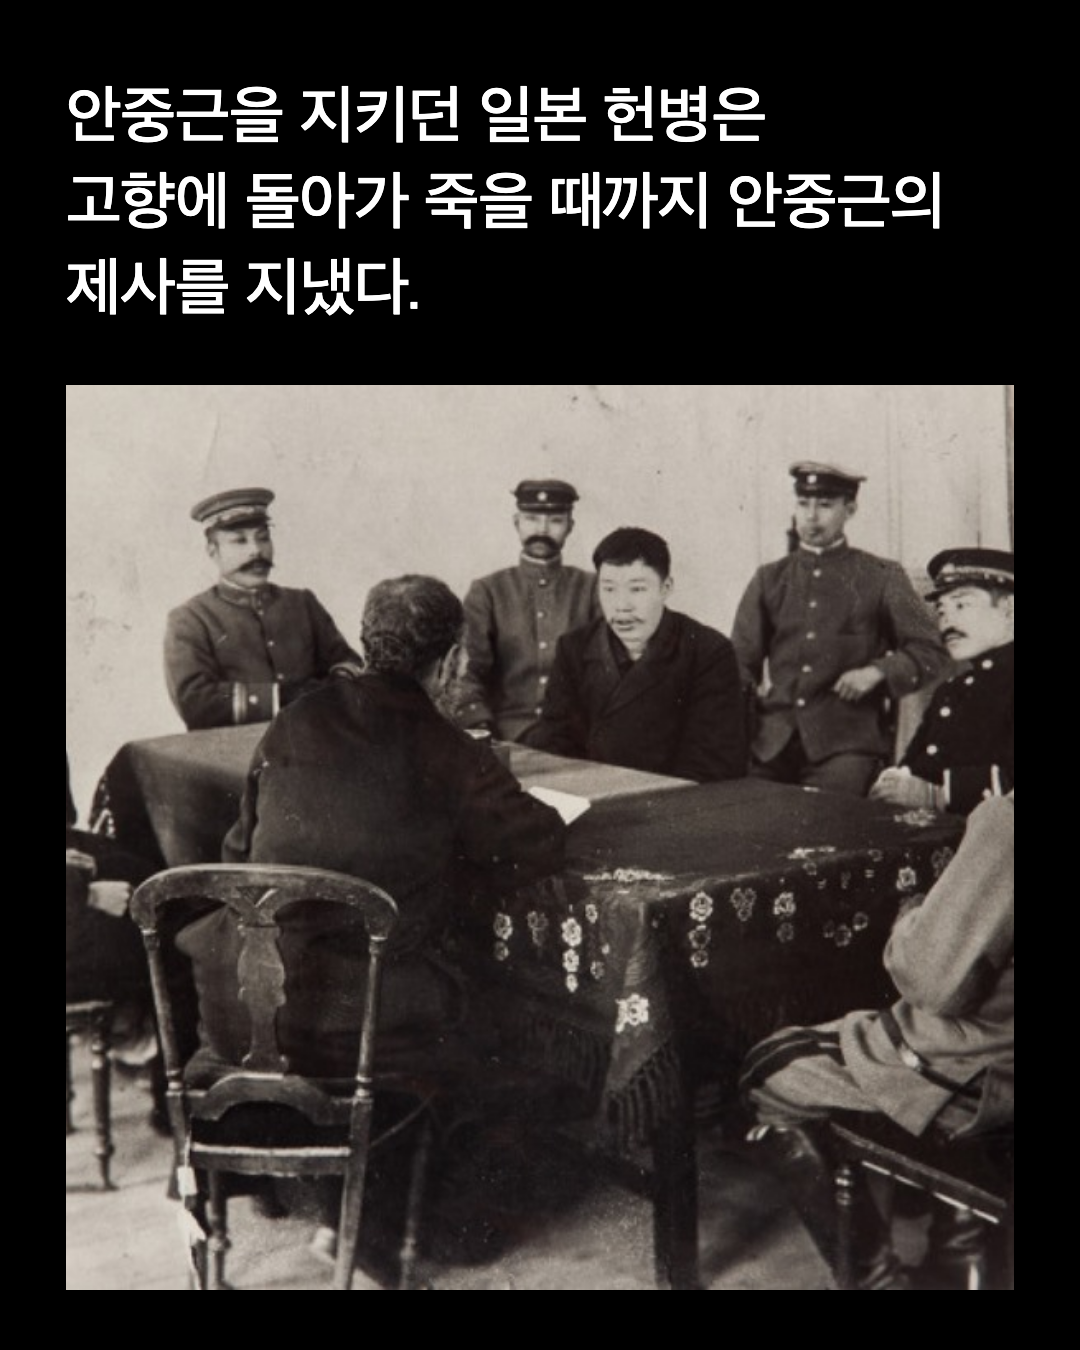 안중근을 지키던 일본 헌병은
고향에 돌아가 죽을 때까지 안중근의
제사를 지냈다.